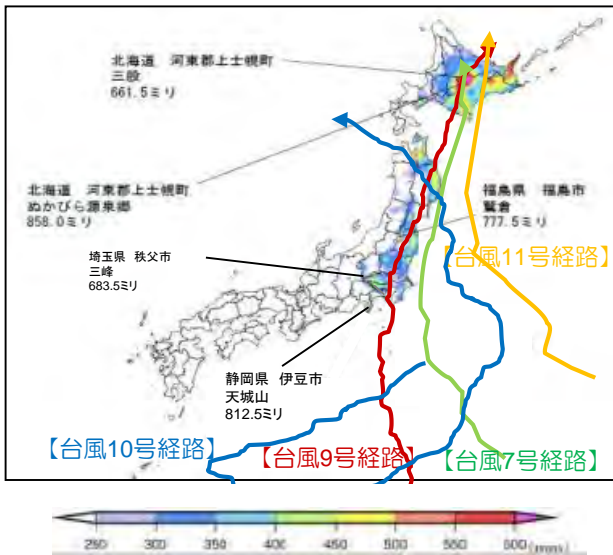 北海道　河東郡上士幌町
三股
661.5ミリ
北海道　河東郡上士幌町
ぬかびら源泉郷
858.0ミリ
福島県　福島市
鷲倉
777.5ミリ
【台風11号経路】
埼玉県 秩父市
三峰
683.5ミリ
静岡県　伊豆市
天城山
812.5ミリ
【台風10号経路】
【台風9号経路】
【台風7号経路】
250 300 350 400 450 500 550 600 (mm)